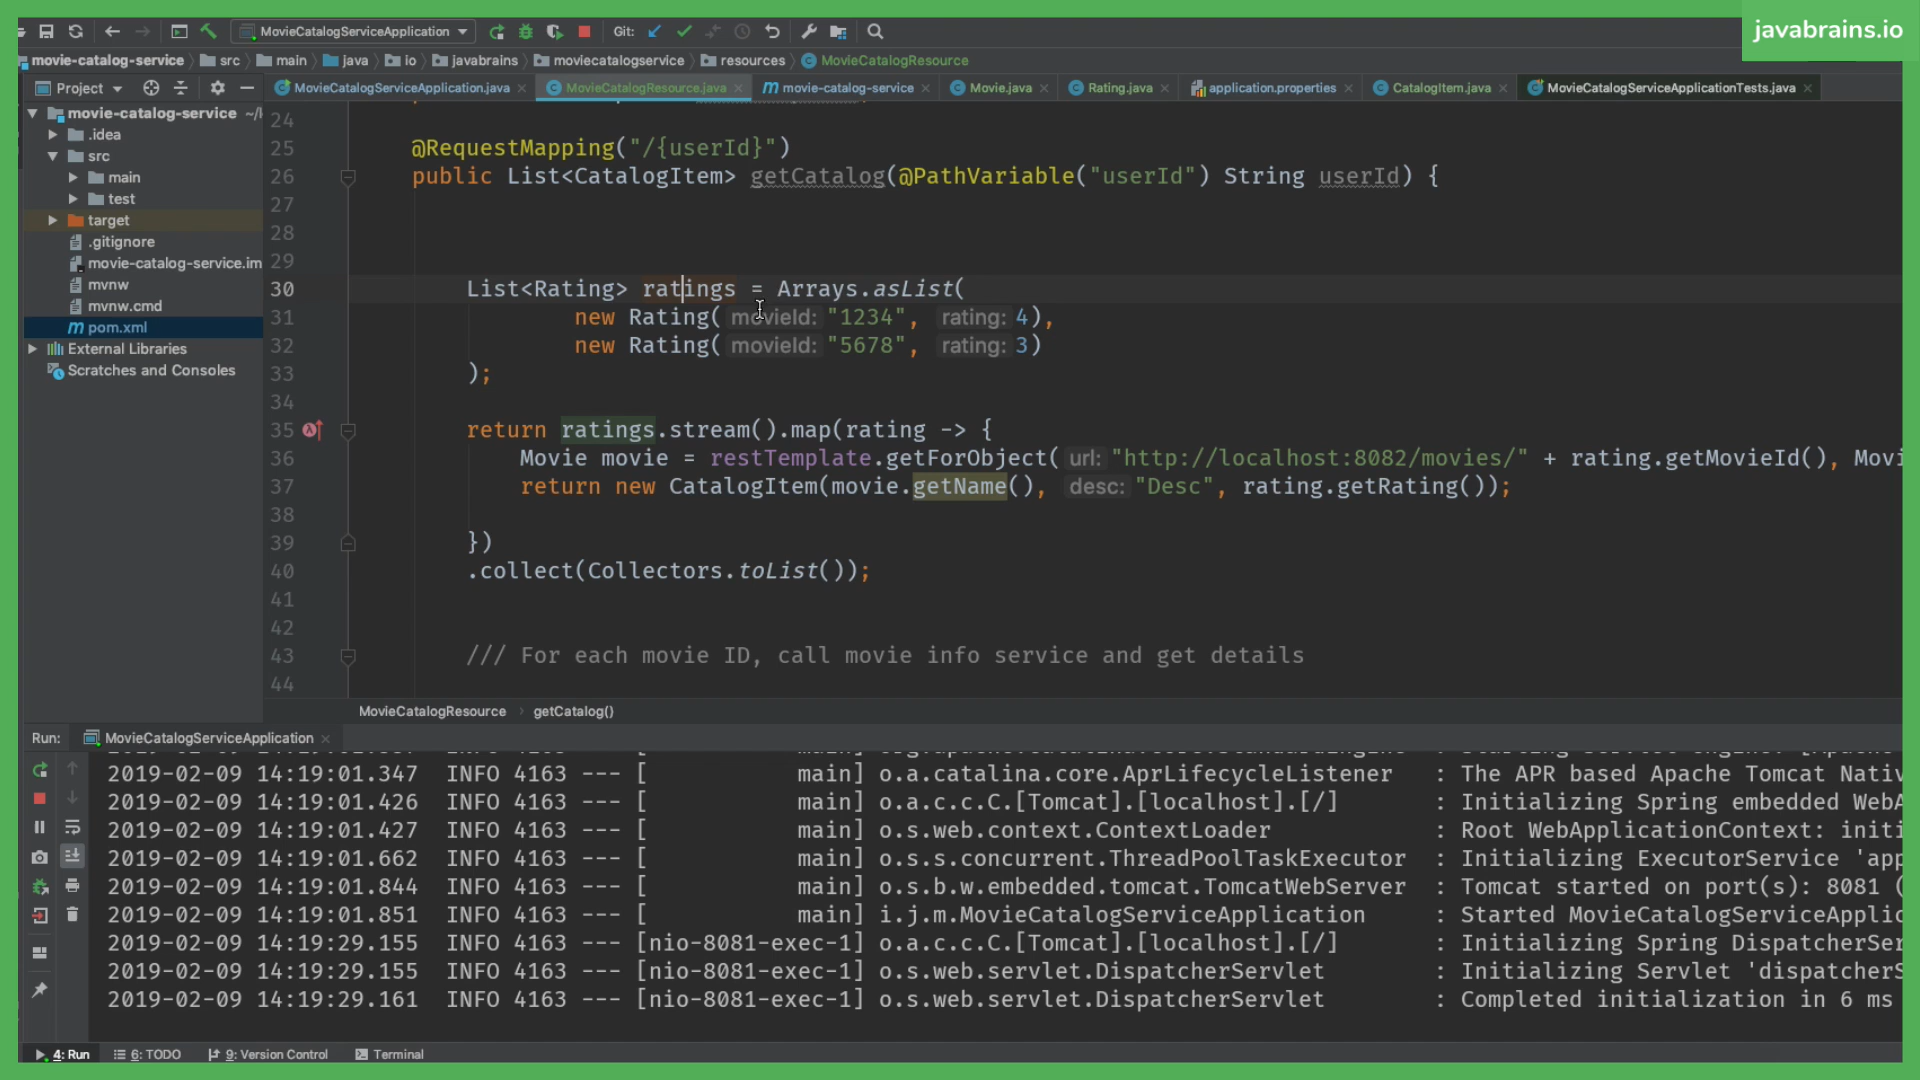 javabrains.io
MovieCatalogServiceApplication
Git:
movie-catalog-service
src
main
java
io
javabrains
moviecatalogservice
resources
MovieCatalogResource
Project
MovieCatalogServiceApplication.java
MovieCatalogResource.java
movie-catalog-service
Movie.java
Rating.java
application.properties
CatalogItem.java
MovieCatalogServiceApplicationTests.java
movie-catalog-service ~/
.idea
src
main
test
target
.gitignore
movie-catalog-service.im
mvnw
mvnw.cmd
pom.xml
External Libraries
Scratches and Consoles
24
25 @RequestMapping("/{userId}")
26 public List<CatalogItem> getCatalog(@PathVariable("userId") String userId) {
27
28
29
30 List<Rating> ratings = Arrays.asList(
31 new Rating( movieId: "1234", rating: 4),
32 new Rating( movieId: "5678", rating: 3)
33 );
34
35 return ratings.stream().map(rating -> {
36 Movie movie = restTemplate.getForObject( url: "http://localhost:8082/movies/" + rating.getMovieId(), Movi
37 return new CatalogItem(movie.getName(), desc: "Desc", rating.getRating());
38
39 })
40 .collect(Collectors.toList());
41
42
43 /// For each movie ID, call movie info service and get details
44
MovieCatalogResource › getCatalog()
Run: MovieCatalogServiceApplication
2019-02-09 14:19:01.347 INFO 4163 --- [ main] o.a.catalina.core.AprLifecycleListener : The APR based Apache Tomcat Nativ
2019-02-09 14:19:01.426 INFO 4163 --- [ main] o.a.c.c.C.[Tomcat].[localhost].[/] : Initializing Spring embedded WebA
2019-02-09 14:19:01.427 INFO 4163 --- [ main] o.s.web.context.ContextLoader : Root WebApplicationContext: initi
2019-02-09 14:19:01.662 INFO 4163 --- [ main] o.s.s.concurrent.ThreadPoolTaskExecutor : Initializing ExecutorService 'app
2019-02-09 14:19:01.844 INFO 4163 --- [ main] o.s.b.w.embedded.tomcat.TomcatWebServer : Tomcat started on port(s): 8081 (
2019-02-09 14:19:01.851 INFO 4163 --- [ main] i.j.m.MovieCatalogServiceApplication : Started MovieCatalogServiceApplic
2019-02-09 14:19:29.155 INFO 4163 --- [nio-8081-exec-1] o.a.c.c.C.[Tomcat].[localhost].[/] : Initializing Spring DispatcherSer
2019-02-09 14:19:29.155 INFO 4163 --- [nio-8081-exec-1] o.s.web.servlet.DispatcherServlet : Initializing Servlet 'dispatcherS
2019-02-09 14:19:29.161 INFO 4163 --- [nio-8081-exec-1] o.s.web.servlet.DispatcherServlet : Completed initialization in 6 ms
4: Run
6: TODO
9: Version Control
Terminal